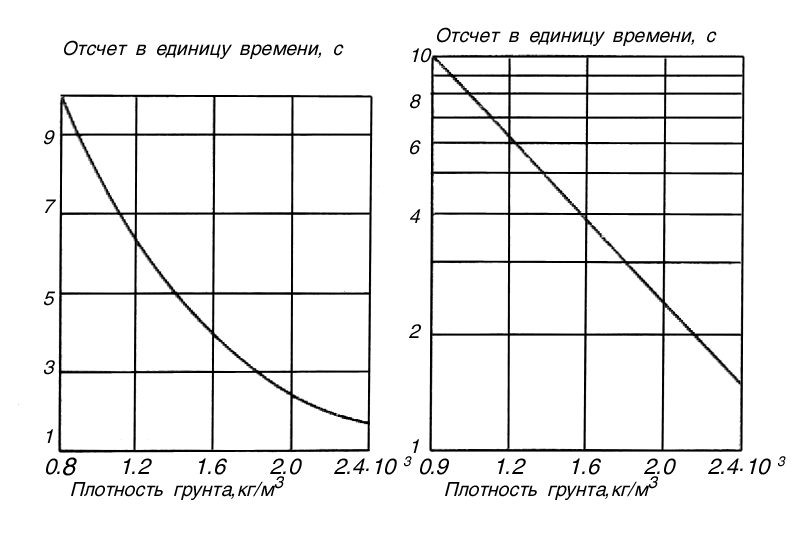 Отсчет в единицу времени, с
9
7
5
3
1
0.8 1.2 1.6 2.0 2.4·10 3
Плотность грунта,кг/м3
Отсчет в единицу времени, с
10
8
6
4
2
1
0.9 1.2 1.6 2.0 2.4·10 3
Плотность грунта,кг/м3